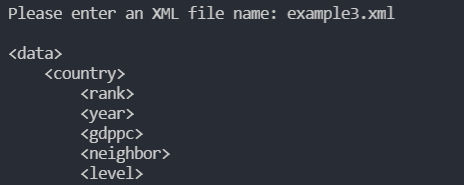 Please enter an XML file name: example3.xml
<data>
    <country>
        <rank>
        <year>
        <gdppc>
        <neighbor>
        <level>